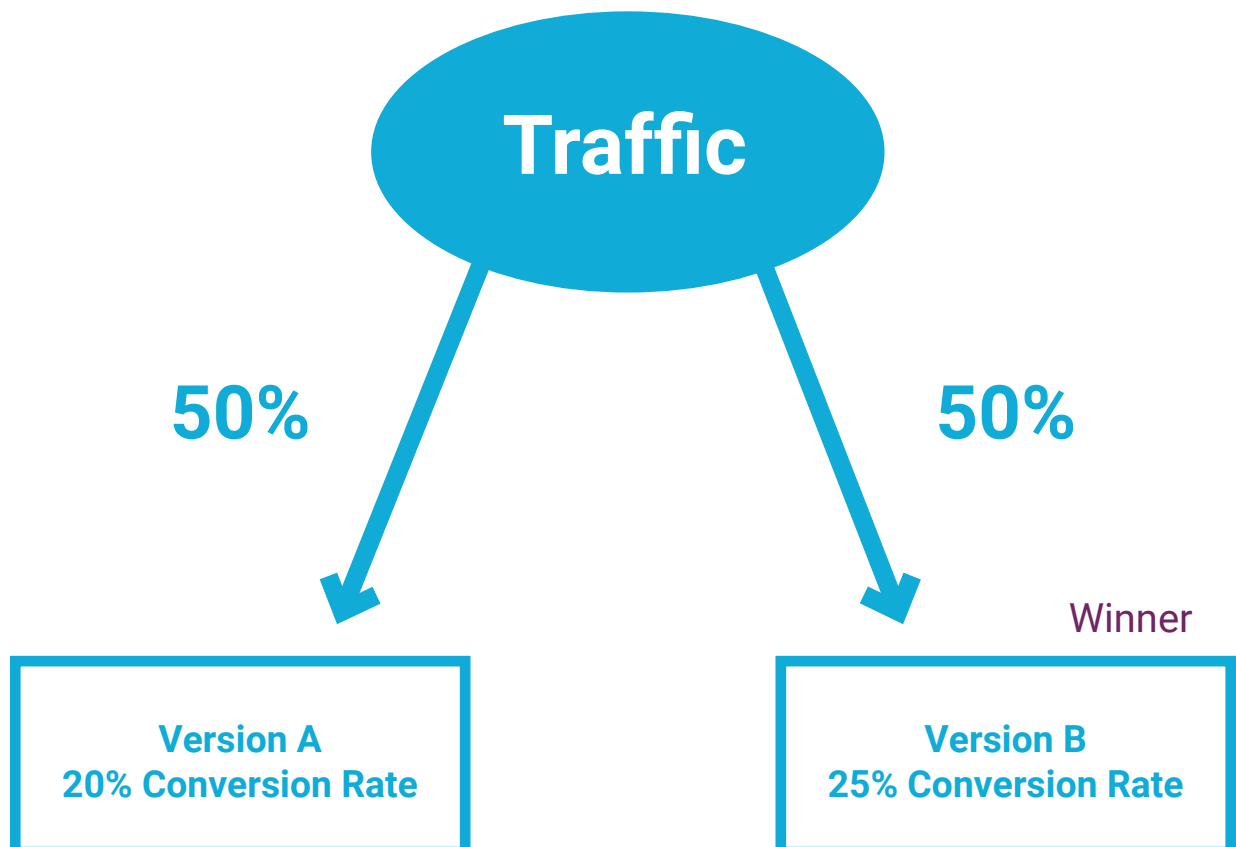 Traffic
50%
50%
Winner
Version A
20% Conversion Rate
Version B
25% Conversion Rate